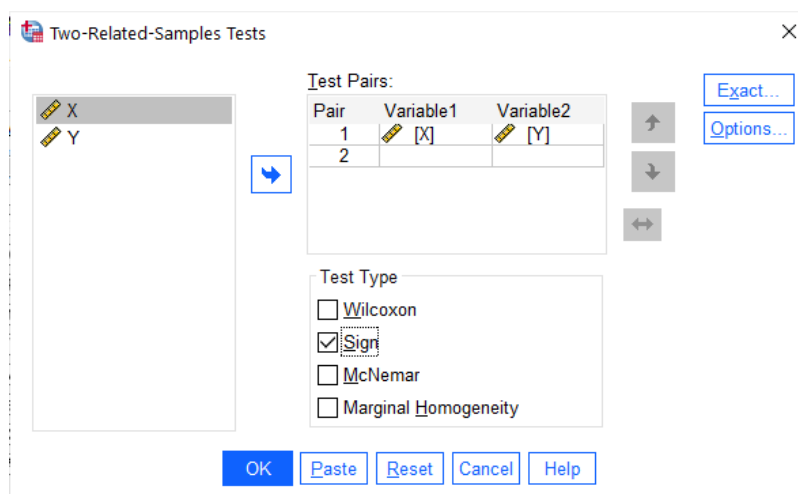 Two-Related-Samples Tests
X
Y
Test Pairs:
Pair Variable1 Variable2
1 [X] [Y]
2
Exact...
Options...
Test Type
Wilcoxon
Sign
McNemar
Marginal Homogeneity
OK Paste Reset Cancel Help